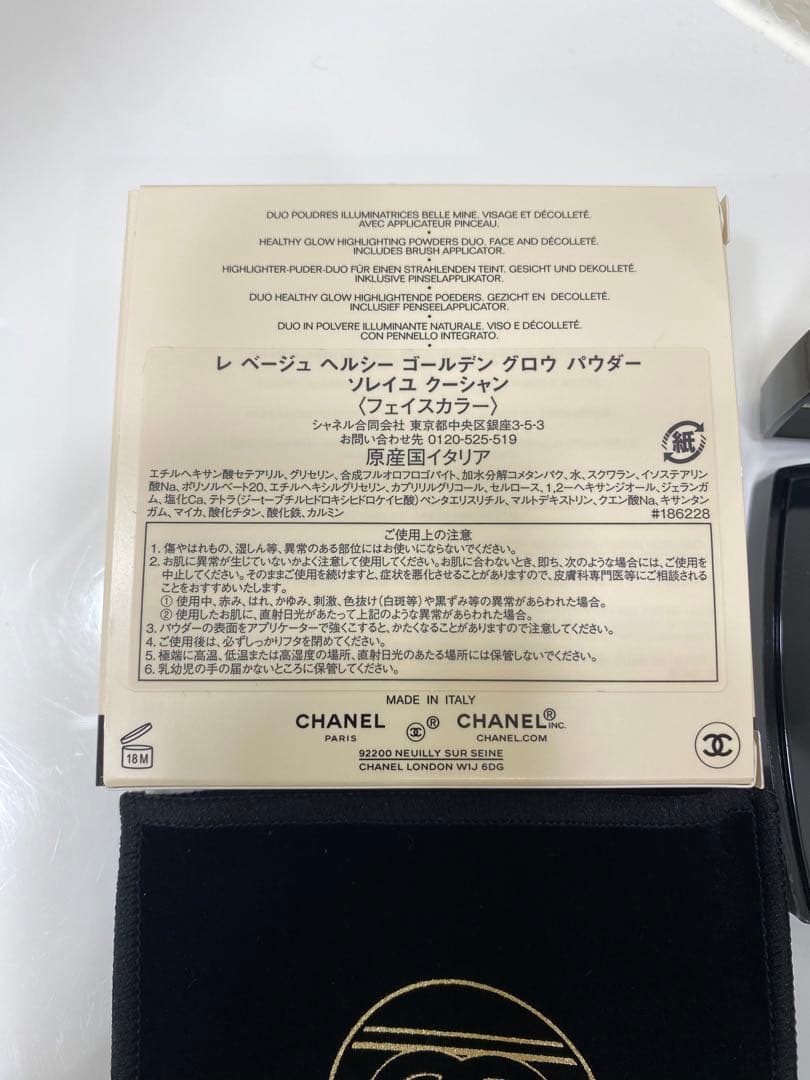 DUO POUDRES ILLUMINATRICES BELLE MINE. VISAGE ET DÉCOLLETÉ.
AVEC APPLICATEUR PINCEAU.
•
HEALTHY GLOW HIGHLIGHTING POWDERS DUO. FACE AND DÉCOLLETÉ.
INCLUDES BRUSH APPLICATOR.
•
HIGHLIGHTER-PUDER-DUO FÜR EINEN STRAHLENDEN TEINT. GESICHT UND DEKOLLETÉ.
INKLUSIVE PINSELAPPLIKATOR.
•
DUO HEALTHY GLOW HIGHLIGHTENDE POEDERS. GEZICHT EN DECOLLETÉ.
INCLUSIEF PENSEELAPPLICATOR.
•
DUO IN POLVERE ILLUMINANTE NATURALE. VISO E DÉCOLLETÉ.
CON PENNELLO INTEGRATO.
•
レ ベージュ ヘルシー ゴールデン グロウ パウダー
ソレイユ クーシャン
〈フェイスカラー〉
シャネル合同会社 東京都中央区銀座3-5-3
お問い合わせ先 0120-525-519
原産国イタリア
紙
エチルヘキサン酸セテアリル、グリセリン、合成フルオロフロゴパイト、加水分解コメタンパク、水、スクワラン、イソステアリン
酸Na、ポリソルベート20、エチルヘキシルグリセリン、カプリリルグリコール、セルロース、1,2-ヘキサンジオール、ジェランガ
ム、塩化Ca、テトラ(ジ-t-ブチルヒドロキシヒドロケイヒ酸)ペンタエリスリチル、マルトデキストリン、クエン酸Na、キサンタン
ガム、マイカ、酸化チタン、酸化鉄、カルミン
#186228
ご使用上の注意
1. 傷やはれもの、湿しん等、異常のある部位にはお使いにならないでください。
2. お肌に異常が生じていないかよく注意して使用してください。お肌に合わないとき、即ち、次のような場合には、ご使用を
中止してください。そのままご使用を続けますと、症状を悪化させることがありますので、皮膚科専門医等にご相談される
ことをおすすめいたします。
① 使用中、赤み、はれ、かゆみ、刺激、色抜け(白斑等)や黒ずみ等の異常があらわれた場合。
② 使用したお肌に、直射日光があたって上記のような異常があらわれた場合。
3. パウダーの表面をアプリケーターで強くこすると、かたくなることがありますので注意してください。
4. ご使用後は、必ずしっかりフタを閉めてください。
5. 極端に高温、低温または高湿度の場所、直射日光のあたる場所には保管しないでください。
6. 乳幼児の手の届かないところに保管してください。
MADE IN ITALY
CHANEL ® CHANEL® INC.
PARIS CHANEL.COM
18 M
92200 NEUILLY SUR SEINE
CHANEL LONDON W1J 6DG